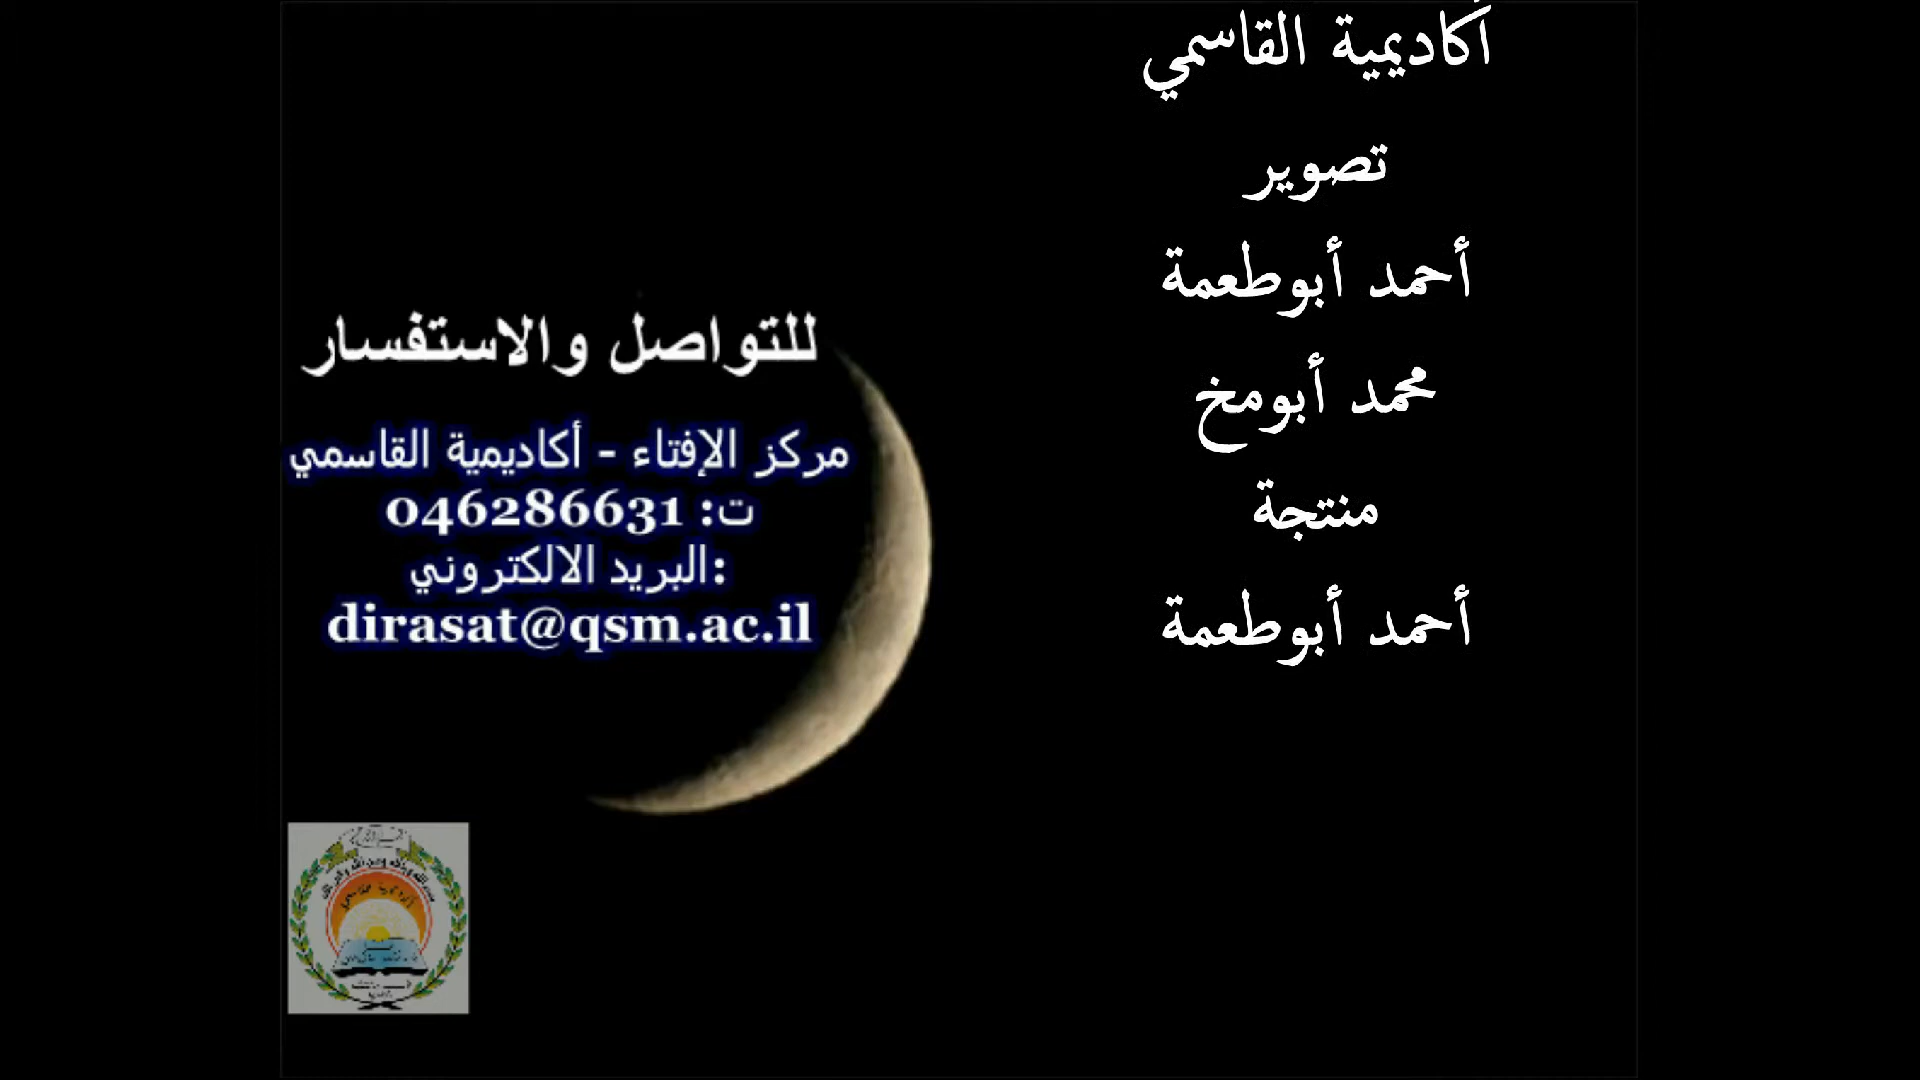 أكاديمية القاسمي
تصوير
أحمد أبوطعمة
محمد أبومخ
منتجة
أحمد أبوطعمة
للتواصل والاستفسار
مركز الإفتاء - أكاديمية القاسمي
ت: 046286631
البريد الالكتروني:
dirasat@qsm.ac.il